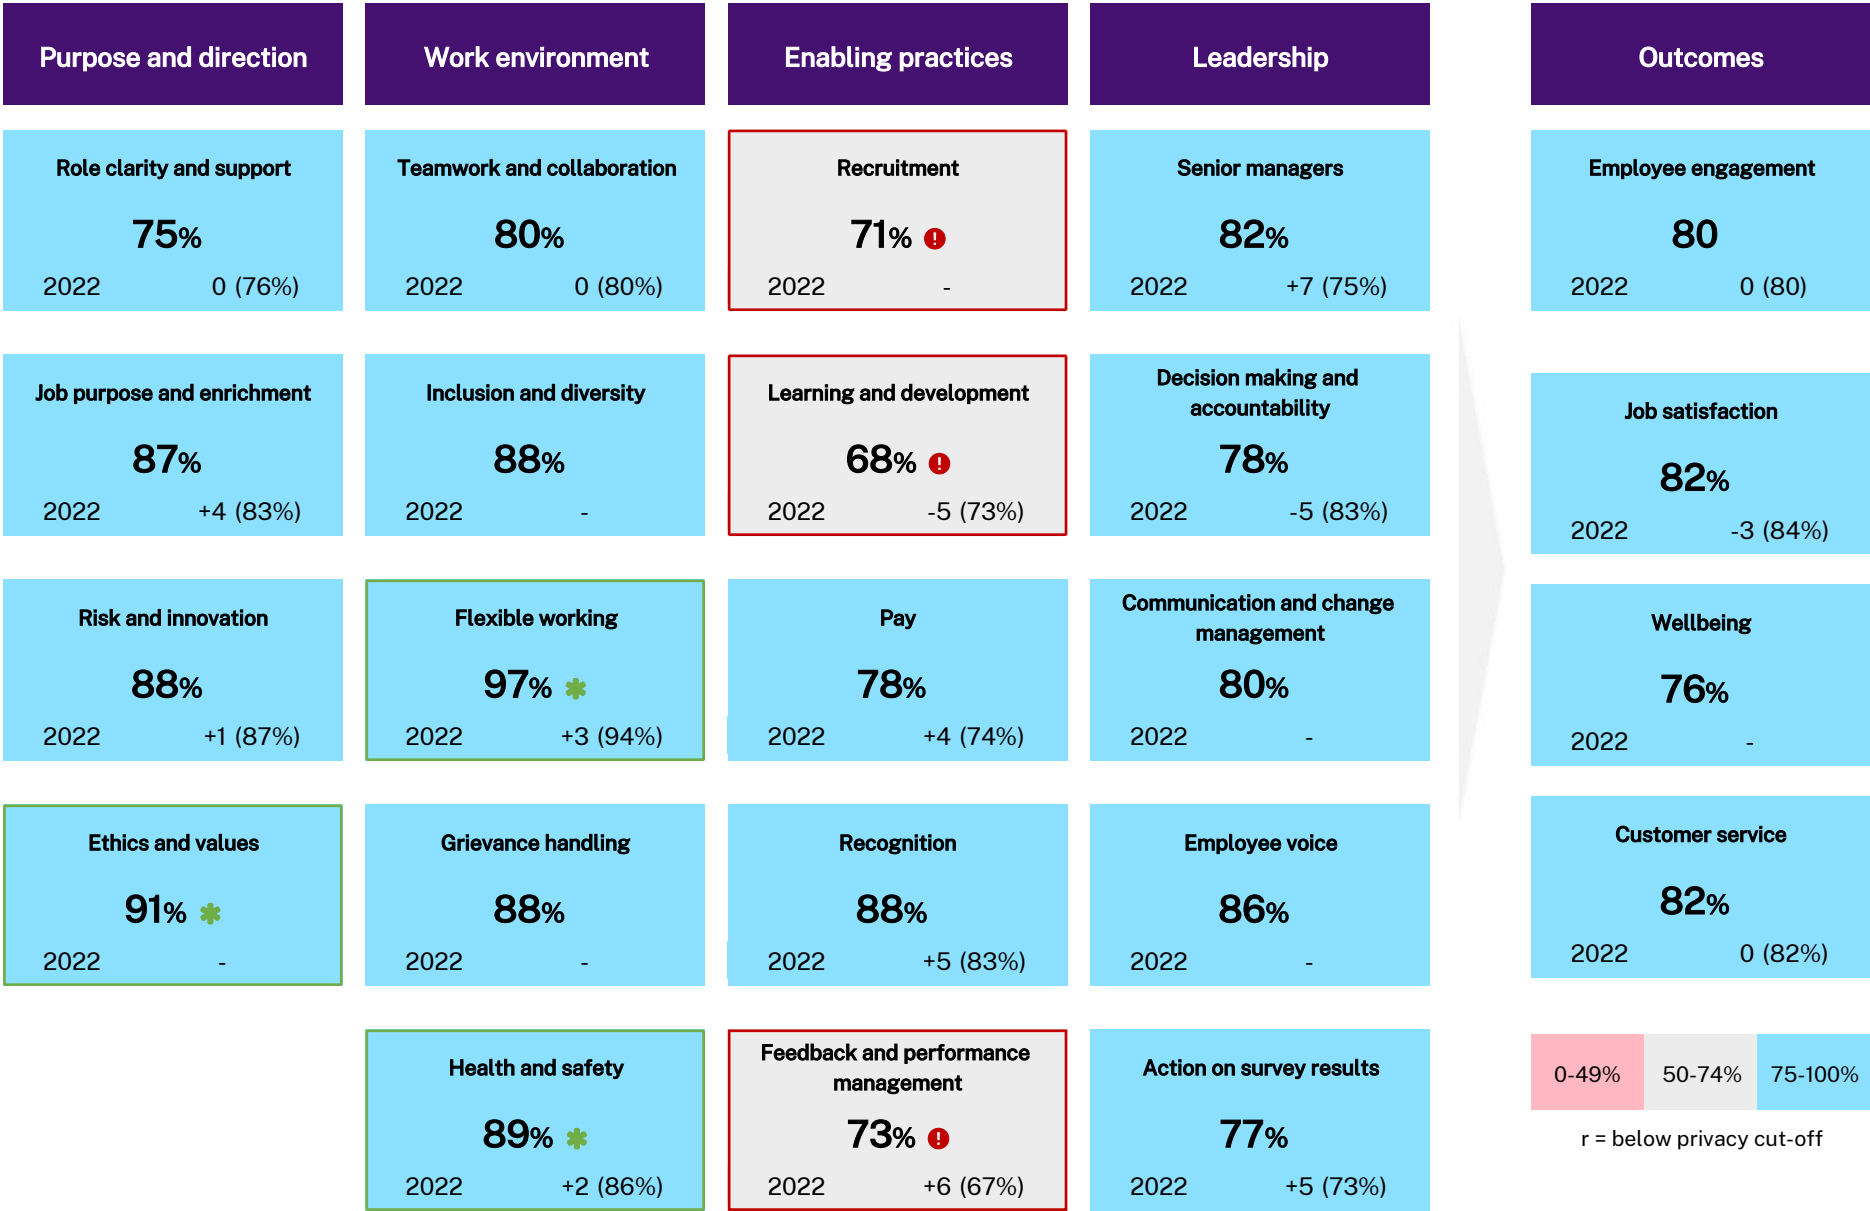 Purpose and direction
Work environment
Enabling practices
Leadership
Outcomes
Role clarity and support
75%
2022 0 (76%)
Teamwork and collaboration
80%
2022 0 (80%)
Recruitment
71%
2022 -
Senior managers
82%
2022 +7 (75%)
Employee engagement
80
2022 0 (80)
Job purpose and enrichment
87%
2022 +4 (83%)
Inclusion and diversity
88%
2022 -
Learning and development
68%
2022 -5 (73%)
Decision making and
accountability
78%
2022 -5 (83%)
Job satisfaction
82%
2022 -3 (84%)
Risk and innovation
88%
2022 +1 (87%)
Flexible working
97%
2022 +3 (94%)
Pay
78%
2022 +4 (74%)
Communication and change
management
80%
2022 -
Wellbeing
76%
2022 -
Ethics and values
91%
2022 -
Grievance handling
88%
2022 -
Recognition
88%
2022 +5 (83%)
Employee voice
86%
2022 -
Customer service
82%
2022 0 (82%)
Health and safety
89%
2022 +2 (86%)
Feedback and performance
management
73%
2022 +6 (67%)
Action on survey results
77%
2022 +5 (73%)
0-49% 50-74% 75-100%
r = below privacy cut-off